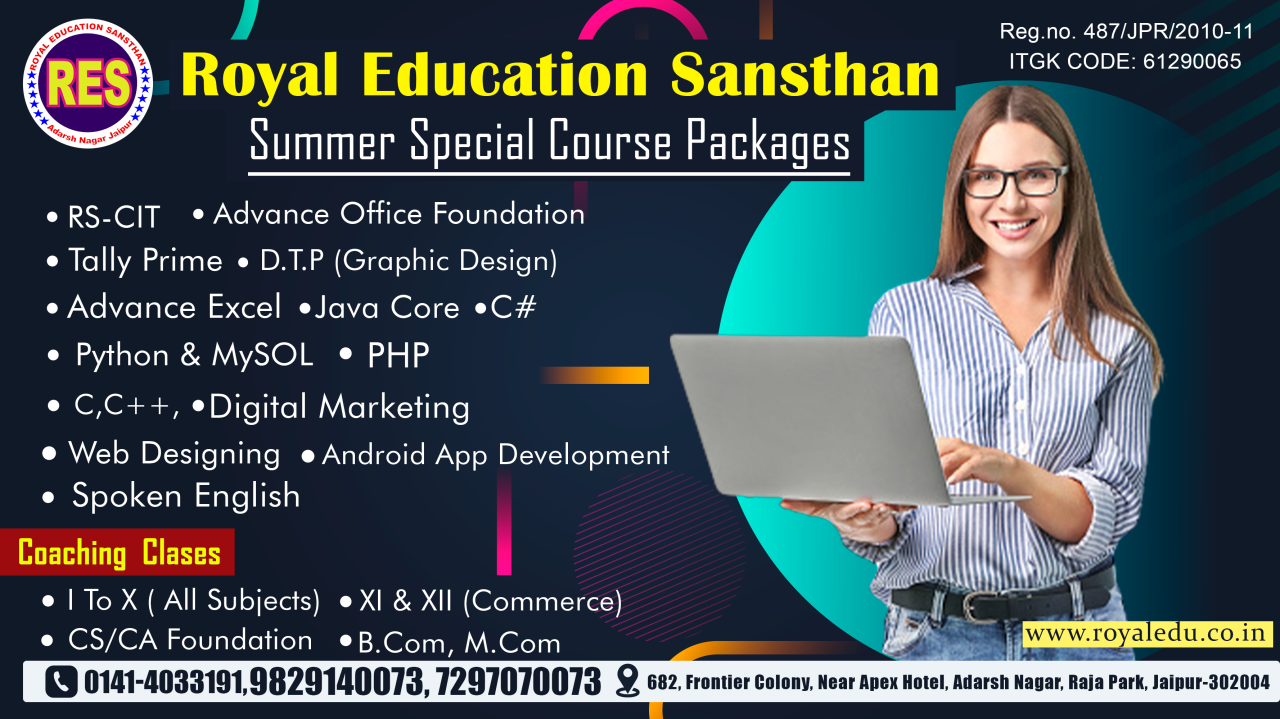 ROYAL EDUCATION SANSTHAN
RES
Adarsh Nagar Jaipur
Reg.no. 487/JPR/2010-11
ITGK CODE: 61290065
Royal Education Sansthan
Summer Special Course Packages
• RS-CIT • Advance Office Foundation
• Tally Prime • D.T.P (Graphic Design)
• Advance Excel •Java Core •C#
• Python & MySOL • PHP
• C,C++, •Digital Marketing
• Web Designing • Android App Development
• Spoken English
Coaching Clases
• I To X ( All Subjects) • XI & XII (Commerce)
• CS/CA Foundation •B.Com, M.Com
www.royaledu.co.in
0141-4033191,9829140073, 7297070073 682, Frontier Colony, Near Apex Hotel, Adarsh Nagar, Raja Park, Jaipur-302004